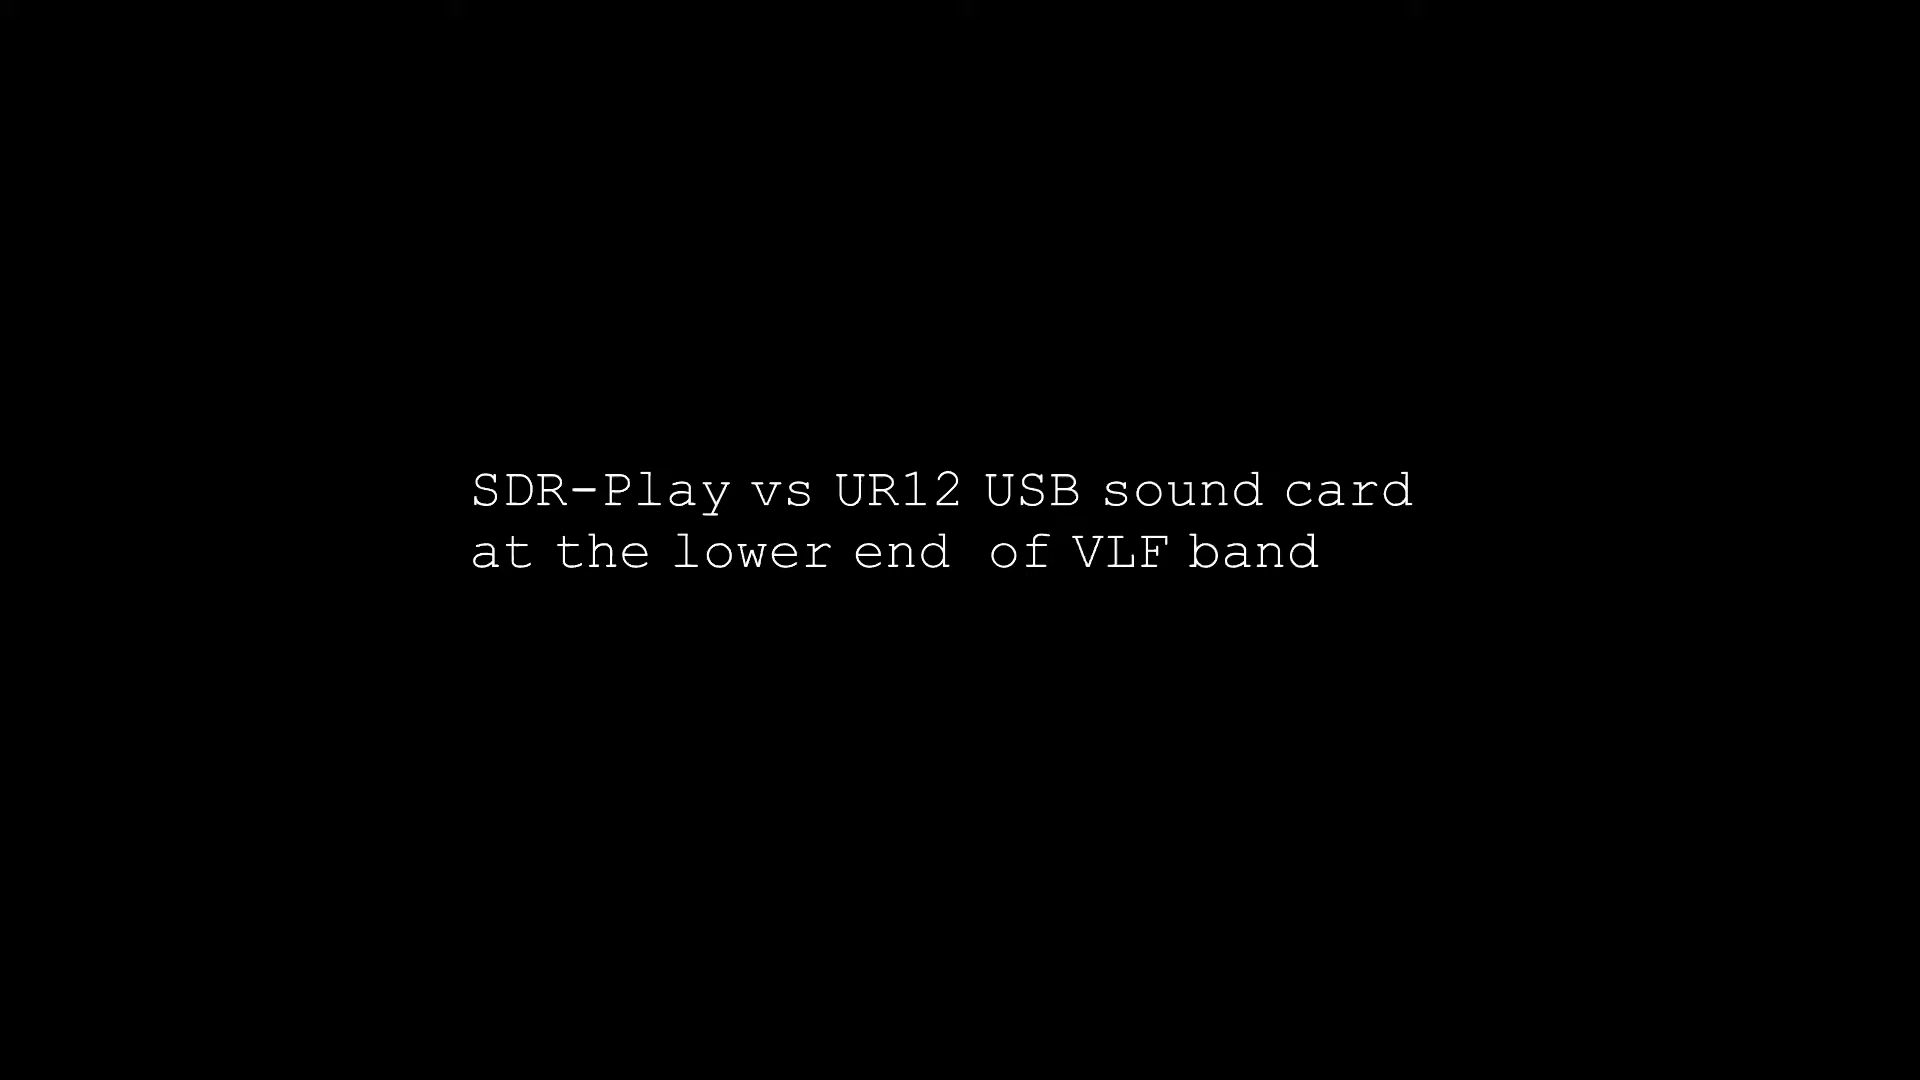 SDR-Play vs UR12 USB sound card
at the lower end  of VLF band